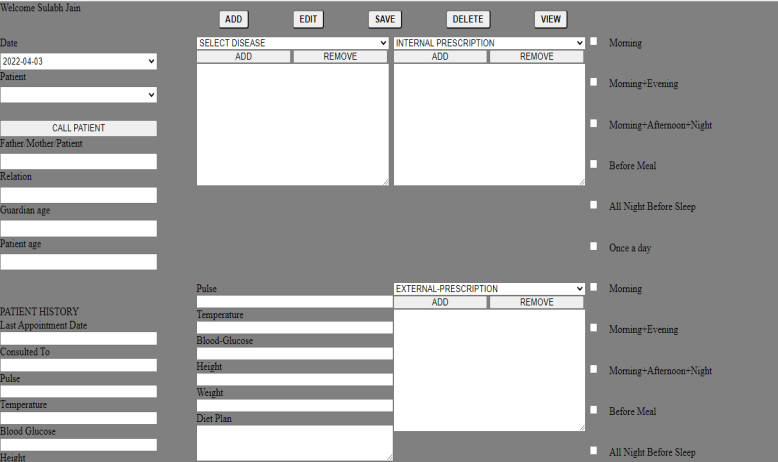 Welcome Sulabh Jain
ADD EDIT SAVE DELETE VIEW
Date
2022-04-03
Patient
CALL PATIENT
Father/Mother/Patient
Relation
Guardian age
Patient age
SELECT DISEASE
ADD REMOVE
INTERNAL PRESCRIPTION
ADD REMOVE
Morning
Morning+Evening
Morning+Afternoon+Night
Before Meal
All Night Before Sleep
Once a day
PATIENT HISTORY
Last Appointment Date
Consulted To
Pulse
Temperature
Blood Glucose
Height
Pulse
Temperature
Blood-Glucose
Height
Weight
Diet Plan
EXTERNAL-PRESCRIPTION
ADD REMOVE
Morning
Morning+Evening
Morning+Afternoon+Night
Before Meal
All Night Before Sleep